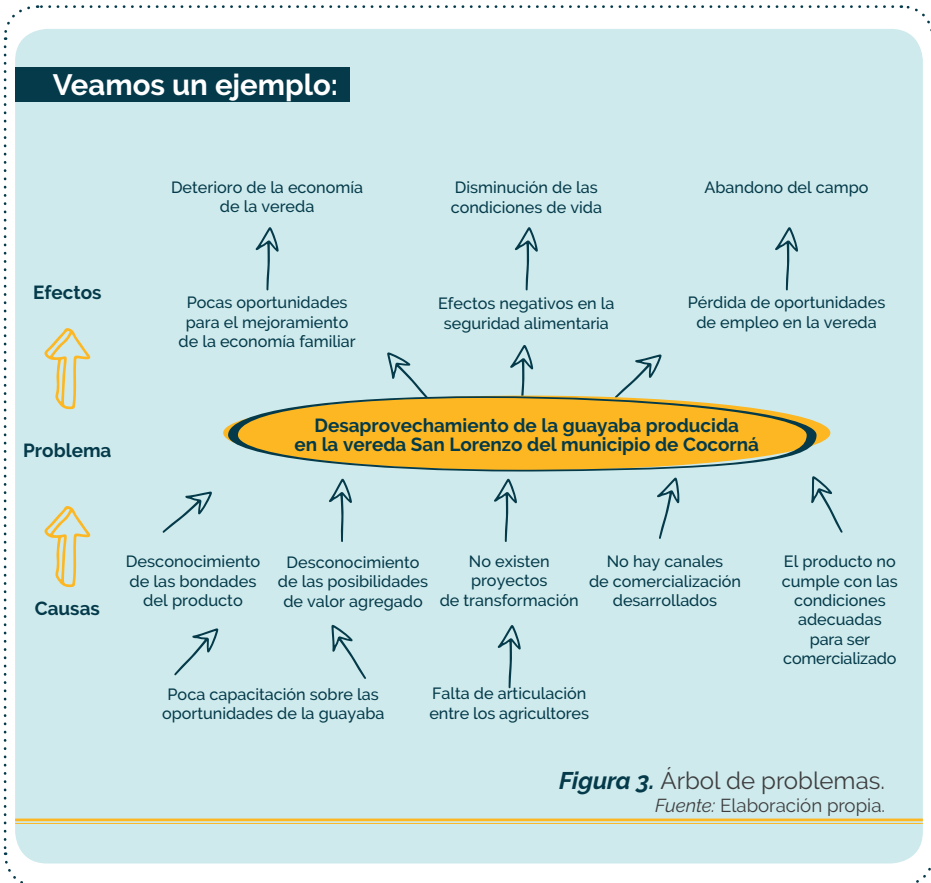 Veamos un ejemplo:
Deterioro de la economía
de la vereda
Disminución de las
condiciones de vida
Abandono del campo
Efectos
Pocas oportunidades
para el mejoramiento
de la economía familiar
Efectos negativos en la
seguridad alimentaria
Pérdida de oportunidades
de empleo en la vereda
Problema
Desaprovechamiento de la guayaba producida
en la vereda San Lorenzo del municipio de Cocorná
Causas
Desconocimiento
de las bondades
del producto
Desconocimiento
de las posibilidades
de valor agregado
No existen
proyectos
de transformación
No hay canales
de comercialización
desarrollados
El producto no
cumple con las
condiciones
adecuadas
para ser
comercializado
Poca capacitación sobre las
oportunidades de la guayaba
Falta de articulación
entre los agricultores
Figura 3. Árbol de problemas.
Fuente: Elaboración propia.